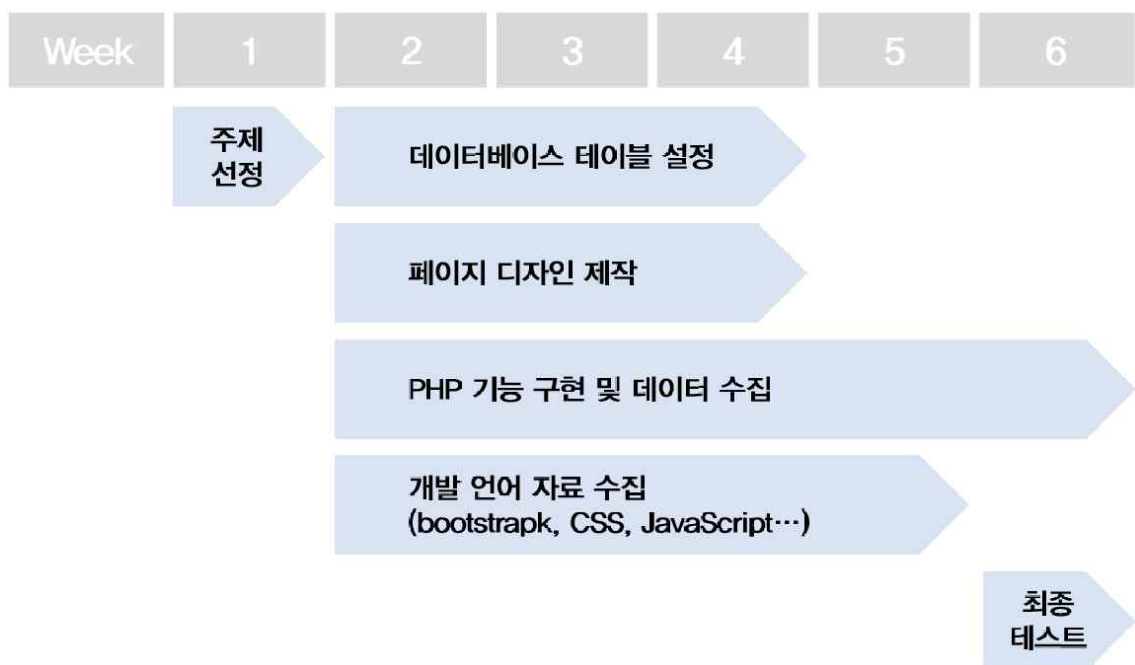 Week 1 2 3 4 5 6
주제
선정
데이터베이스 테이블 설정
페이지 디자인 제작
PHP 기능 구현 및 데이터 수집
개발 언어 자료 수집
(bootstrapk, CSS, JavaScript…)
최종
테스트